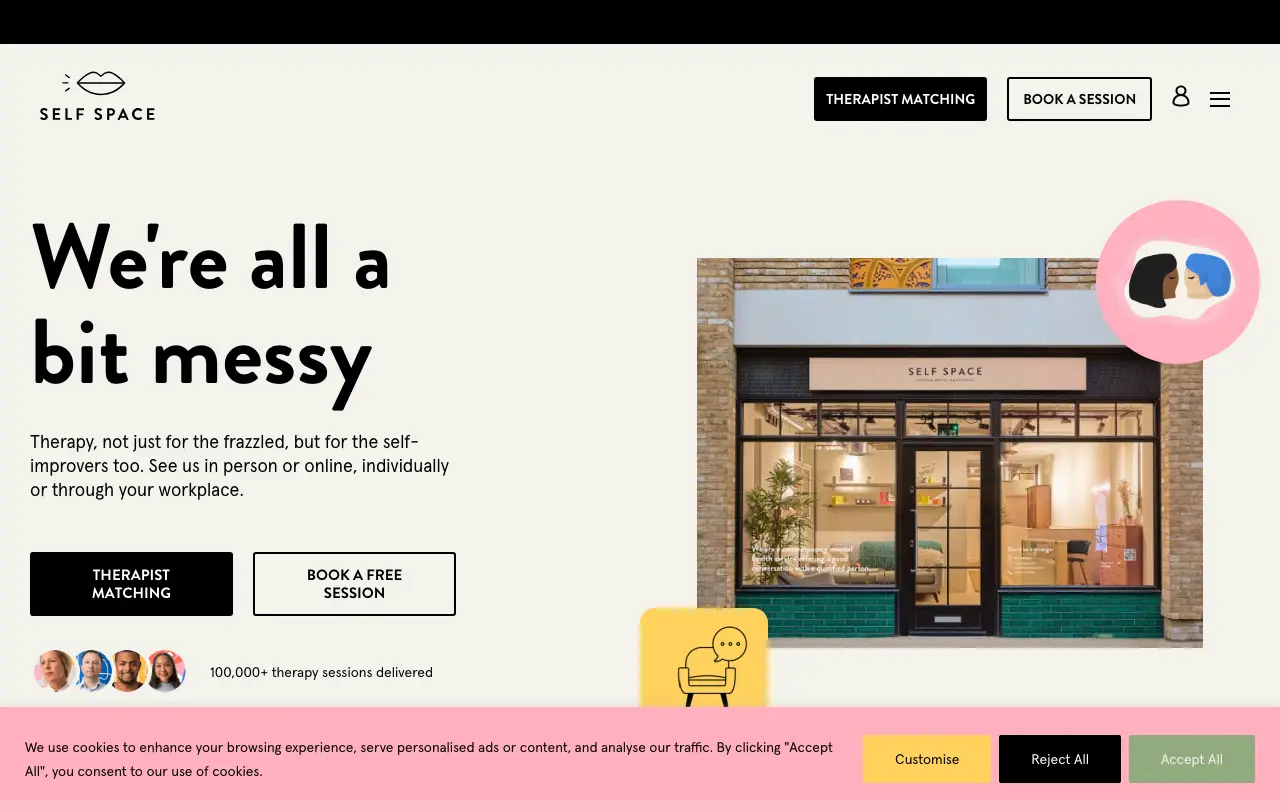 SELF SPACE
THERAPIST MATCHING
BOOK A SESSION
We're all a
bit messy
Therapy, not just for the frazzled, but for the self-
improvers too. See us in person or online, individually
or through your workplace.
THERAPIST
MATCHING
BOOK A FREE
SESSION
100,000+ therapy sessions delivered
SELF SPACE
We use cookies to enhance your browsing experience, serve personalised ads or content, and analyse our traffic. By clicking "Accept
All", you consent to our use of cookies.
Customise
Reject All
Accept All